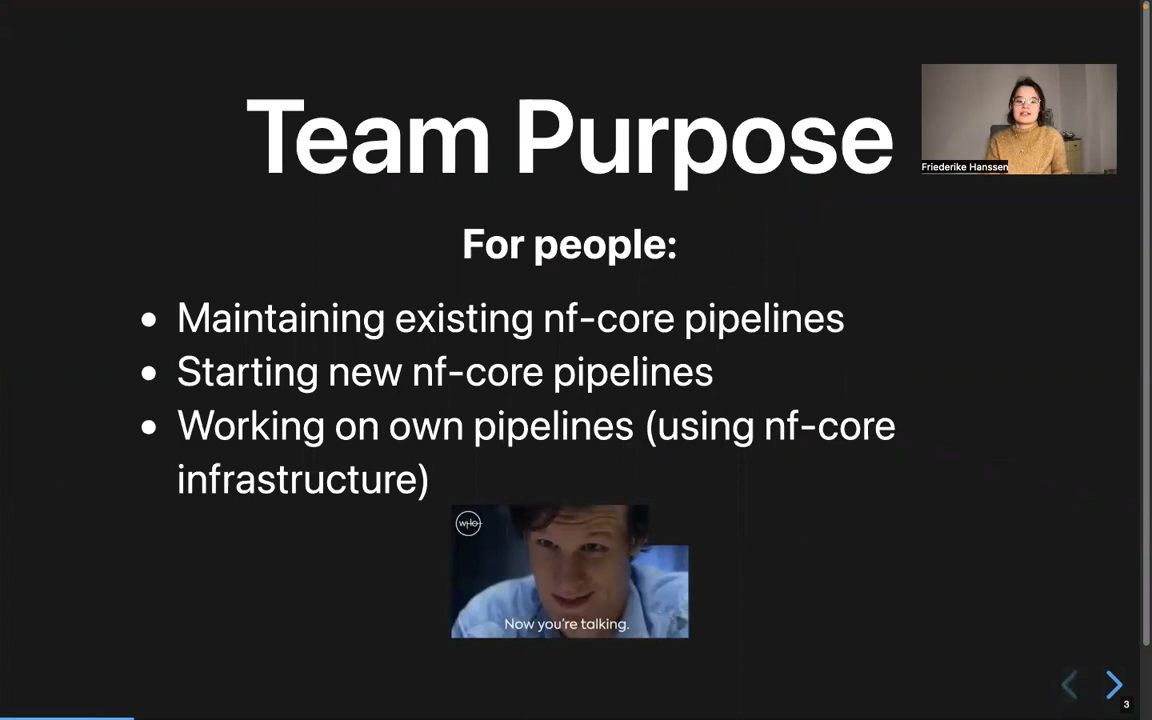 Team Purpose
Friederike Hanssen
For people:
Maintaining existing nf-core pipelines
Starting new nf-core pipelines
Working on own pipelines (using nf-core
infrastructure)
WHO
Now you're talking.
3